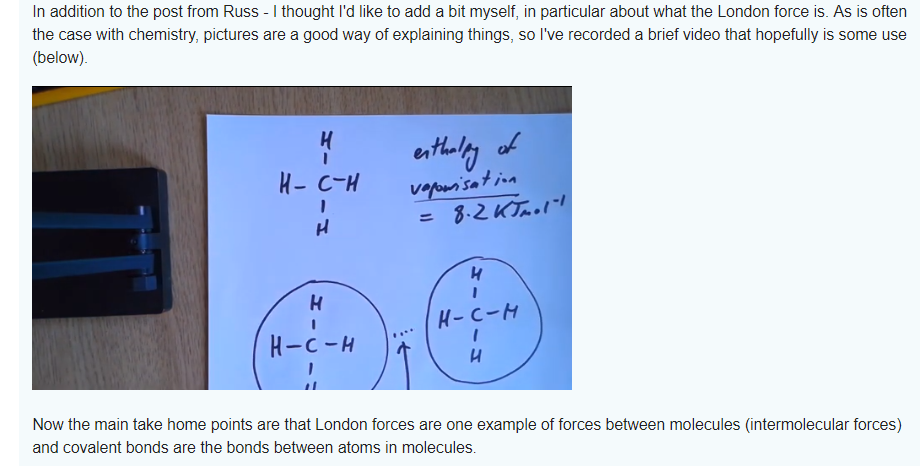 In addition to the post from Russ - I thought I'd like to add a bit myself, in particular about what the London force is. As is often
the case with chemistry, pictures are a good way of explaining things, so I've recorded a brief video that hopefully is some use
(below).
H
H - C - H
H
enthalpy of
vapourisation
= 8.2 KJmol-1
H
H - C - H
H
H
H - C - H
H
Now the main take home points are that London forces are one example of forces between molecules (intermolecular forces)
and covalent bonds are the bonds between atoms in molecules.